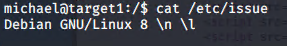 michael@target1:/$ cat /etc/issue
Debian GNU/Linux 8 \n \l